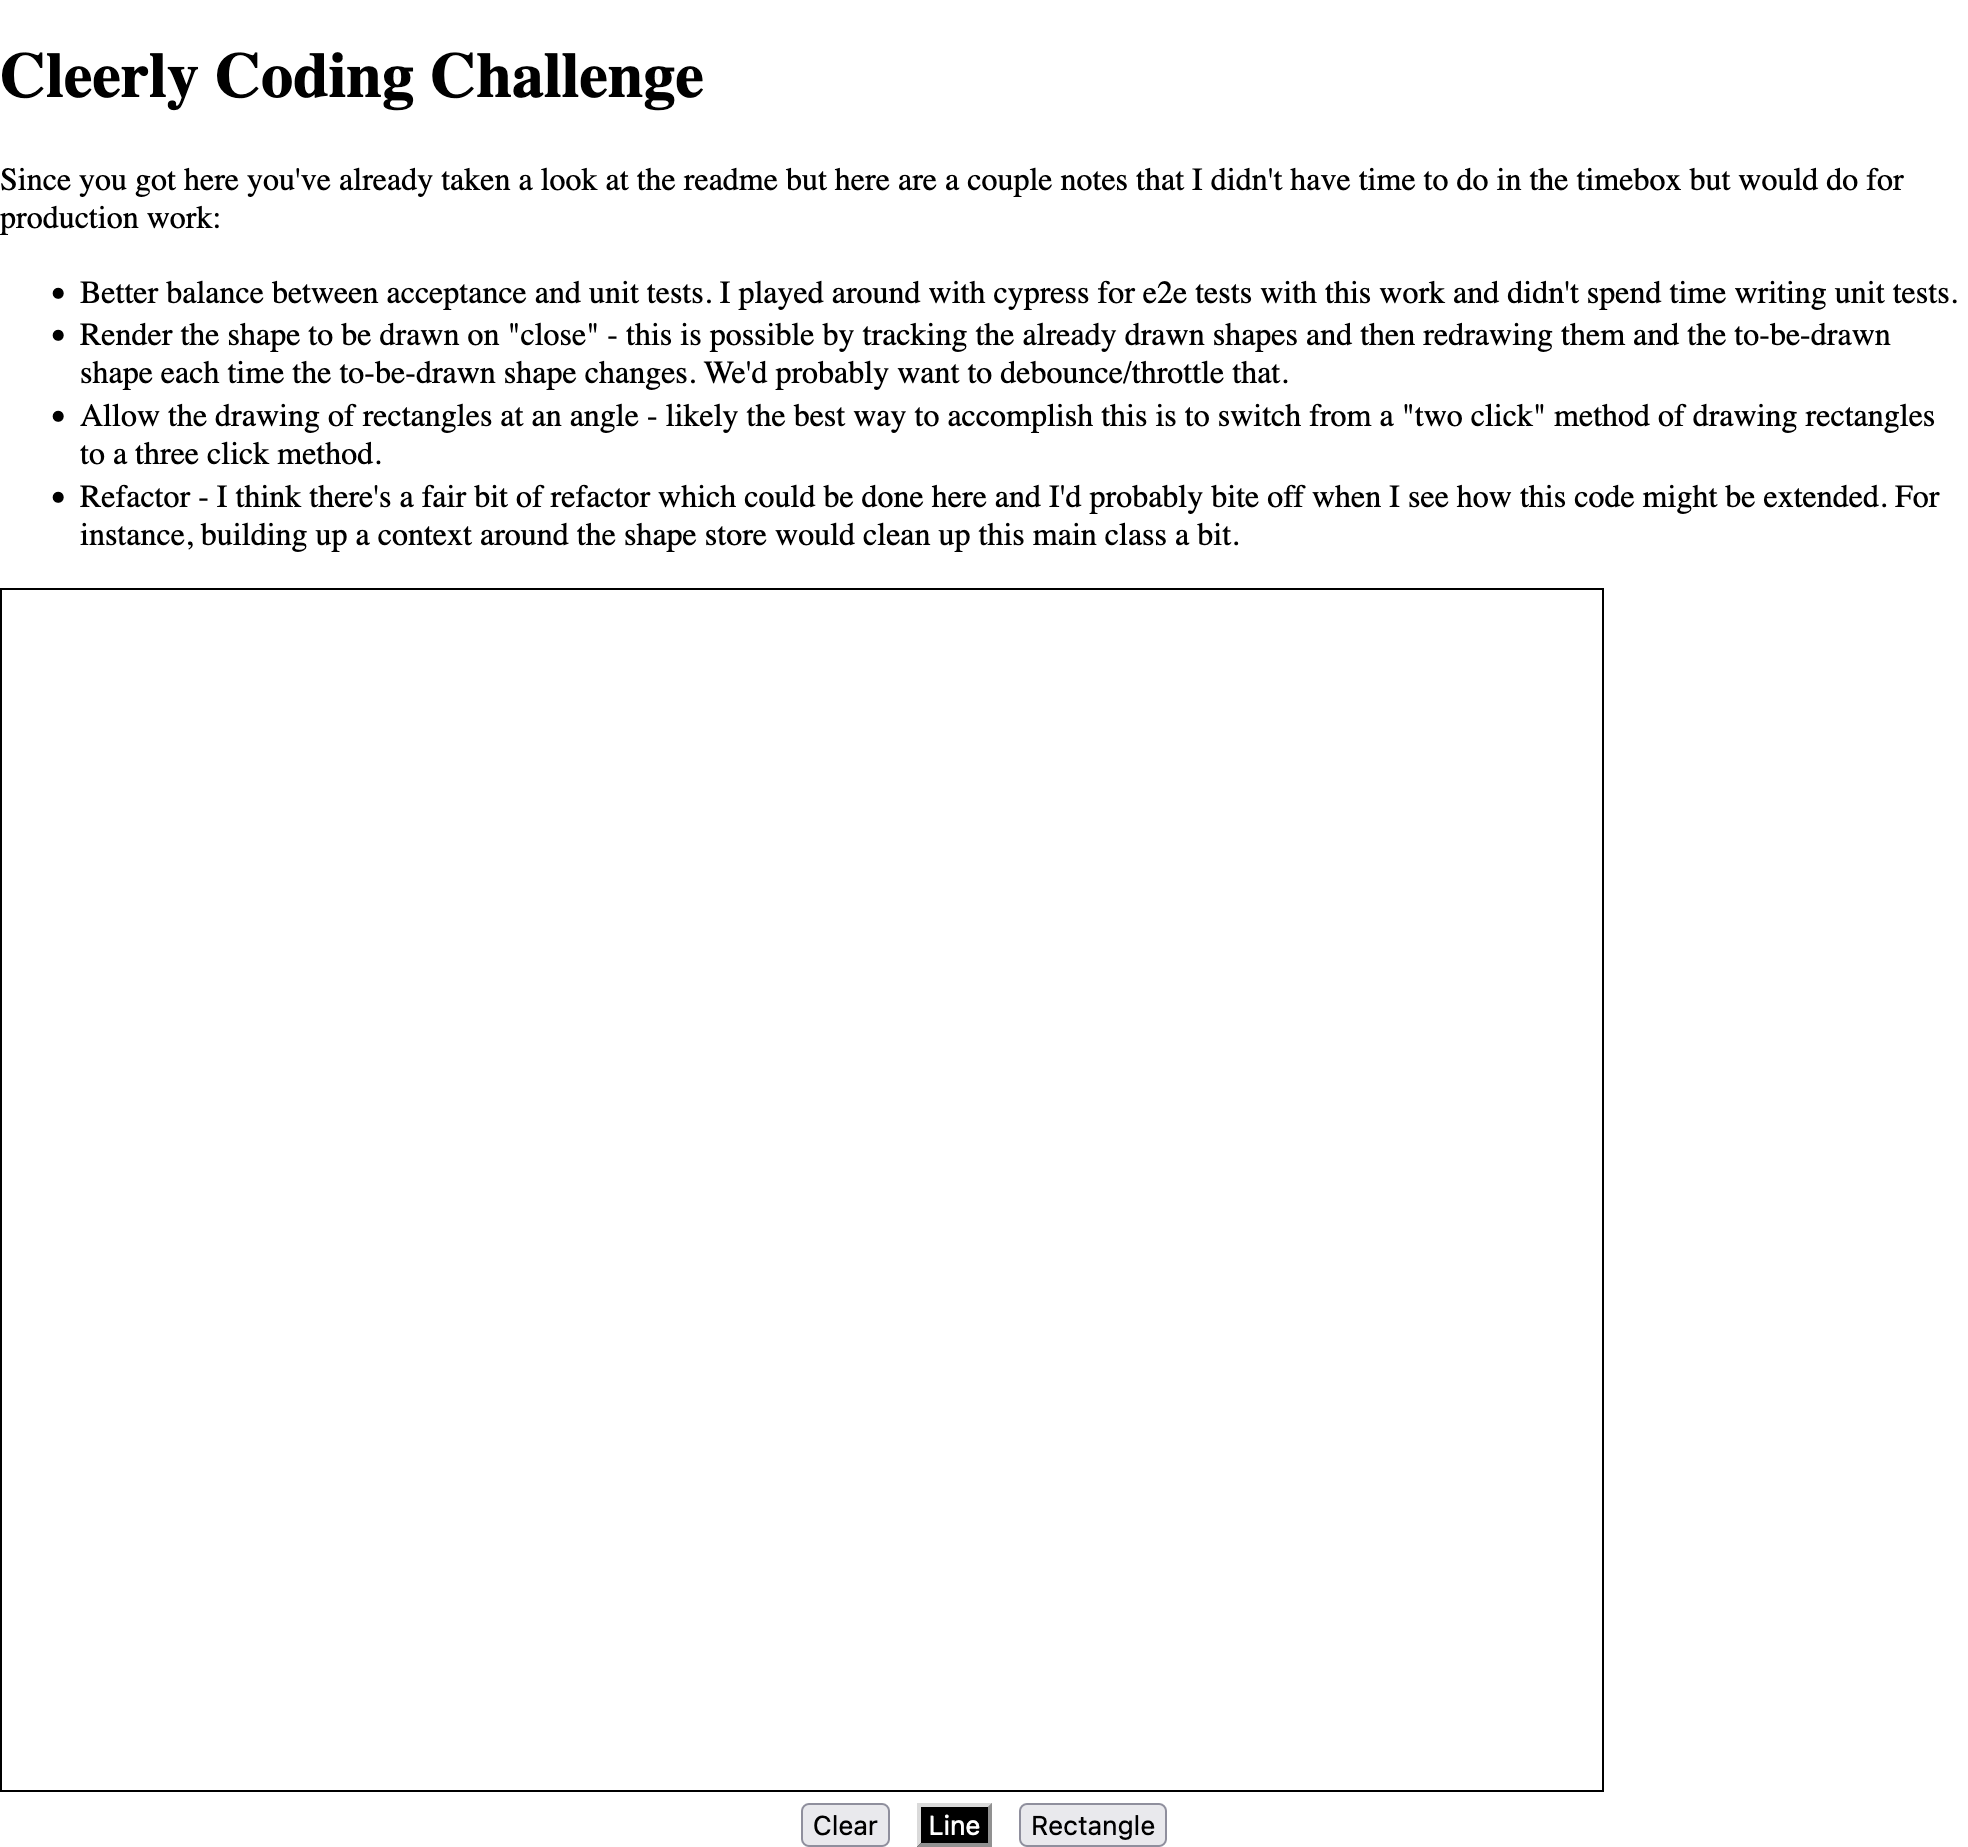 Cleerly Coding Challenge
Since you got here you've already taken a look at the readme but here are a couple notes that I didn't have time to do in the timebox but would do for
production work:
Better balance between acceptance and unit tests. I played around with cypress for e2e tests with this work and didn't spend time writing unit tests.
Render the shape to be drawn on "close" - this is possible by tracking the already drawn shapes and then redrawing them and the to-be-drawn
shape each time the to-be-drawn shape changes. We'd probably want to debounce/throttle that.
Allow the drawing of rectangles at an angle - likely the best way to accomplish this is to switch from a "two click" method of drawing rectangles
to a three click method.
Refactor - I think there's a fair bit of refactor which could be done here and I'd probably bite off when I see how this code might be extended. For
instance, building up a context around the shape store would clean up this main class a bit.
Clear Line Rectangle